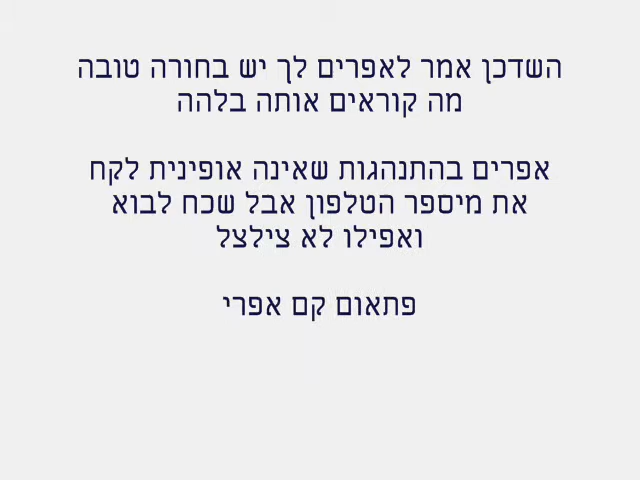 השדכן אמר לאפרים לך יש בחורה טובה
מה קוראים אותה בלהה
אפרים בהתנהגות שאינה אופינית לקח
את מיספר הטלפון אבל שכח לבוא
ואפילו לא צילצל
פתאום קם אפרי